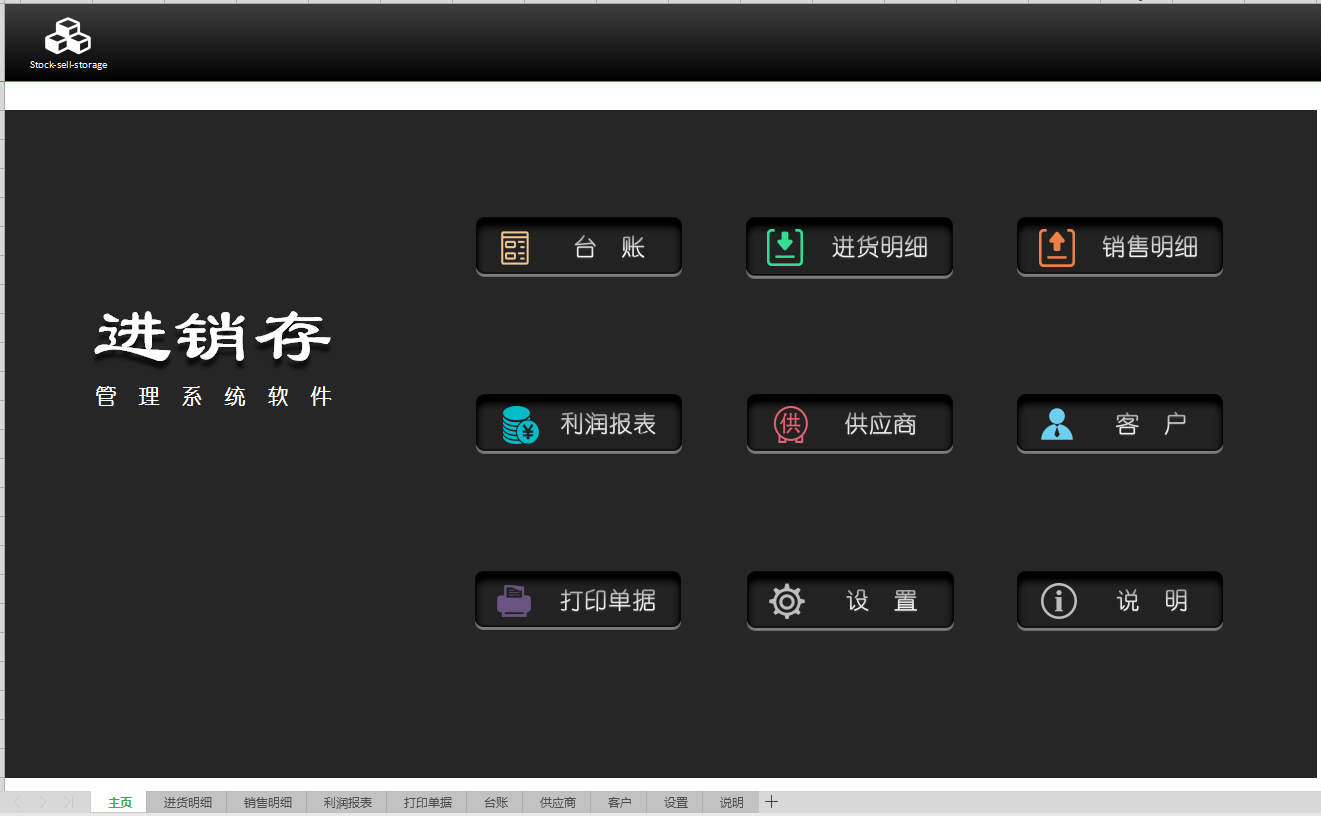 Stock-sell-storage
台 账
进货明细
销售明细
进销存
管理系统软件
利润报表
供
供应商
客 户
打印单据
设 置
说 明
主页 进货明细 销售明细 利润报表 打印单据 台账 供应商 客户 设置 说明